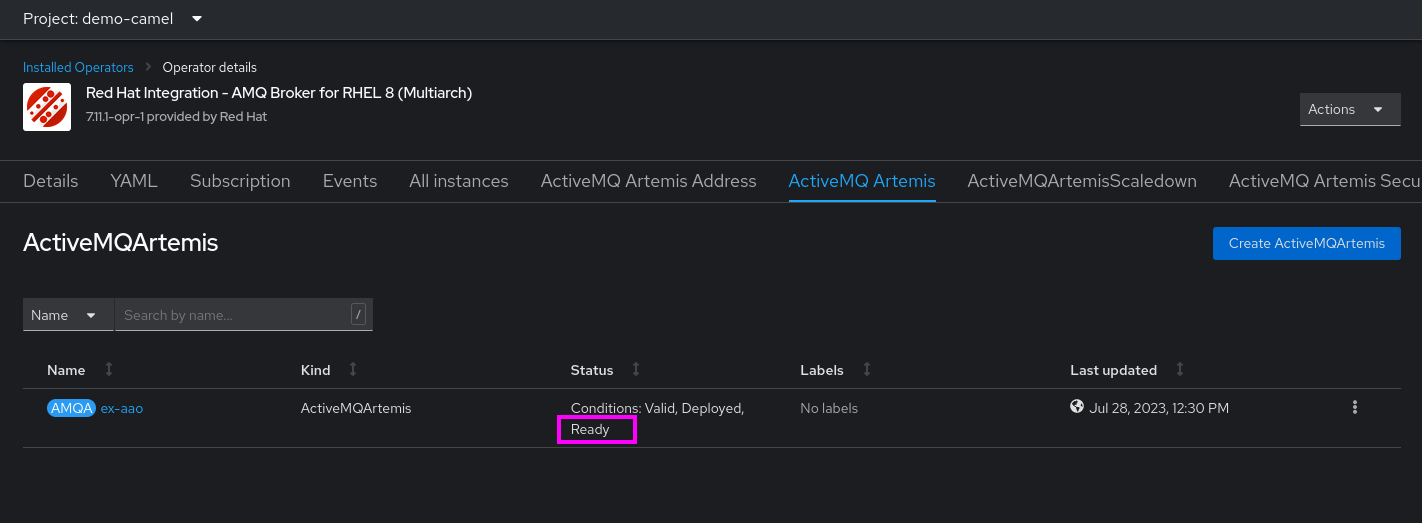 Project: demo-camel
Installed Operators > Operator details
Red Hat Integration - AMQ Broker for RHEL 8 (Multiarch)
7.11.1-opr-1 provided by Red Hat
Actions
Details YAML Subscription Events All instances ActiveMQ Artemis Address ActiveMQ Artemis ActiveMQArtemisScaledown ActiveMQ Artemis Secu
ActiveMQArtemis
Create ActiveMQArtemis
Name Search by name... /
Name Kind Status Labels Last updated
AMQA ex-aao ActiveMQArtemis Conditions: Valid, Deployed, No labels Jul 28, 2023, 12:30 PM
Ready